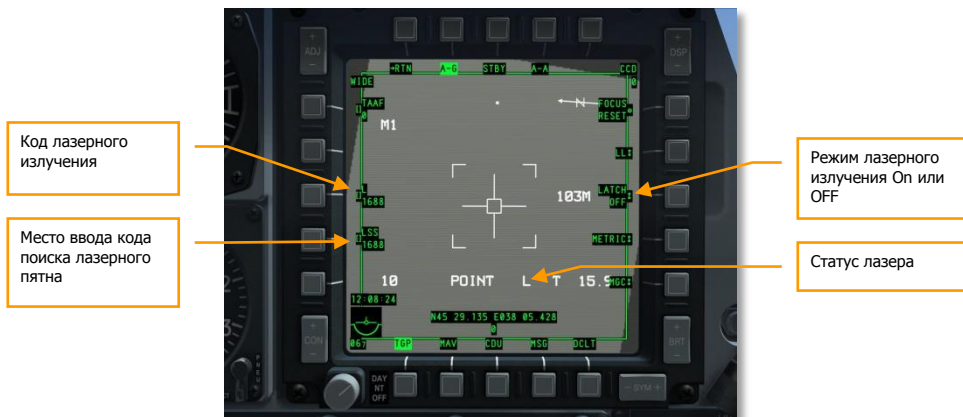 Код лазерного
излучения
Место ввода кода
поиска лазерного
пятна
ADJ
DSP
→RTN A-G STBY A-A CCD
WIDE 0
TAAF
0
N
FOCUS
RESET
M1
LL
L
1688
103M
LATCH
OFF
LSS
1688
METRIC
10 POINT L T 15.9
MGC
12:08:24
N45 29.135 E038 05.428
0
067 TGP MAV CDU MSG DCLT
CON
BRT
DAY
NT
OFF
- SYM +
Режим лазерного
излучения On или
OFF
Статус лазера